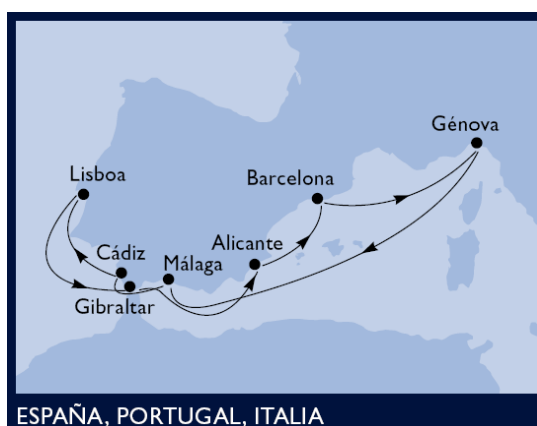 Génova
Lisboa
Barcelona
Alicante
Cádiz
Málaga
Gibraltar
ESPAÑA, PORTUGAL, ITALIA